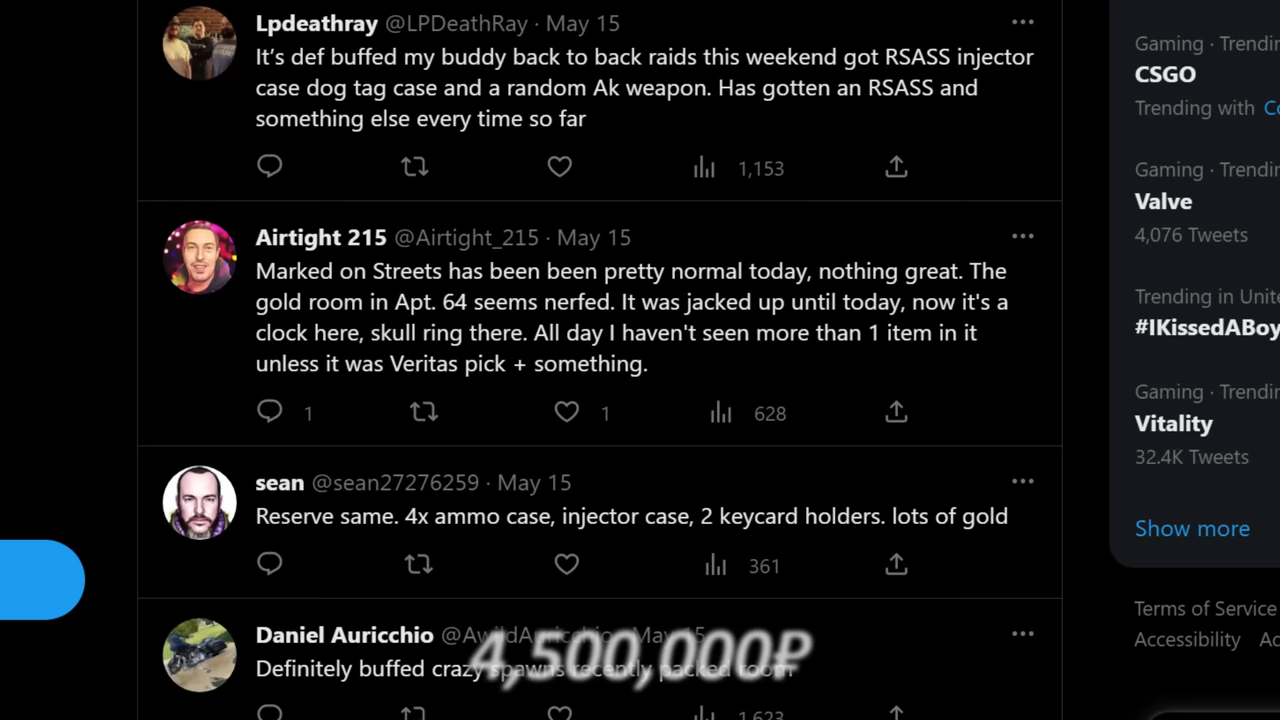 Lpdeathray @LPDeathRay · May 15
It's def buffed my buddy back to back raids this weekend got RSASS injector
case dog tag case and a random Ak weapon. Has gotten an RSASS and
something else every time so far
1,153
Airtight 215 @Airtight_215 · May 15
Marked on Streets has been been pretty normal today, nothing great. The
gold room in Apt. 64 seems nerfed. It was jacked up until today, now it's a
clock here, skull ring there. All day I haven't seen more than 1 item in it
unless it was Veritas pick + something.
1 1 628
sean @sean27276259 · May 15
Reserve same. 4x ammo case, injector case, 2 keycard holders. lots of gold
361
Daniel Auricchio @AwildAuricchio · May 15
Definitely buffed crazy spawns recently packed room
4,500,000₽
1,623
Gaming · Trendin
CSGO
Trending with Co
Gaming · Trendin
Valve
4,076 Tweets
Trending in Unite
#IKissedABoy
Gaming · Trendin
Vitality
32.4K Tweets
Show more
Terms of Service
Accessibility Ad